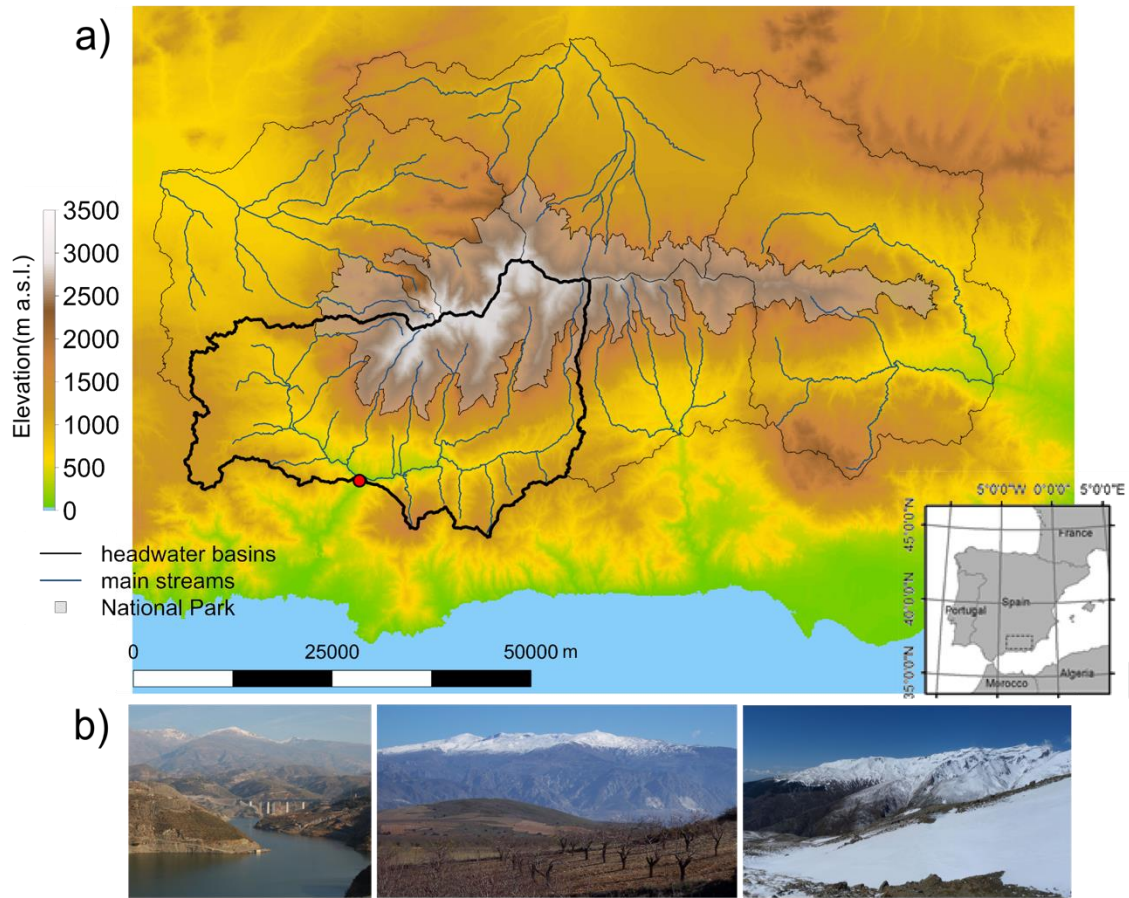 a)
Elevation(m a.s.l.)
3500
3000
2500
2000
1500
1000
500
0
headwater basins
main streams
National Park
0 25000 50000 m
5°0'0"W 0°0'0" 5°0'0"E
45°0'0"N
40°0'0"N
35°0'0"N
France
Portugal
Spain
Morocco
Algeria
b)